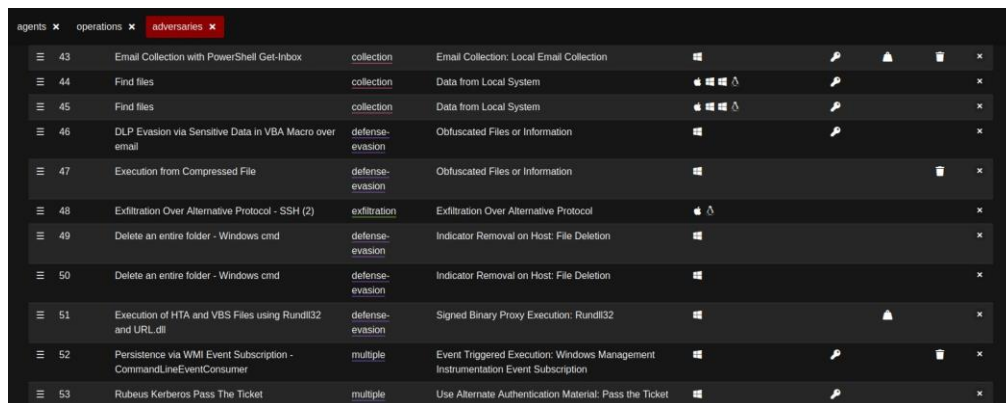 agents × operations × adversaries ×
43 Email Collection with PowerShell Get-Inbox collection Email Collection: Local Email Collection ×
44 Find files collection Data from Local System ×
45 Find files collection Data from Local System ×
46 DLP Evasion via Sensitive Data in VBA Macro over defense- Obfuscated Files or Information ×
email evasion
47 Execution from Compressed File defense- Obfuscated Files or Information ×
evasion
48 Exfiltration Over Alternative Protocol - SSH (2) exfiltration Exfiltration Over Alternative Protocol ×
49 Delete an entire folder - Windows cmd defense- Indicator Removal on Host: File Deletion ×
evasion
50 Delete an entire folder - Windows cmd defense- Indicator Removal on Host: File Deletion ×
evasion
51 Execution of HTA and VBS Files using Rundll32 defense- Signed Binary Proxy Execution: Rundll32 ×
and URL.dll evasion
52 Persistence via WMI Event Subscription - multiple Event Triggered Execution: Windows Management ×
CommandLineEventConsumer Instrumentation Event Subscription
53 Rubeus Kerberos Pass The Ticket multiple Use Alternate Authentication Material: Pass the Ticket ×